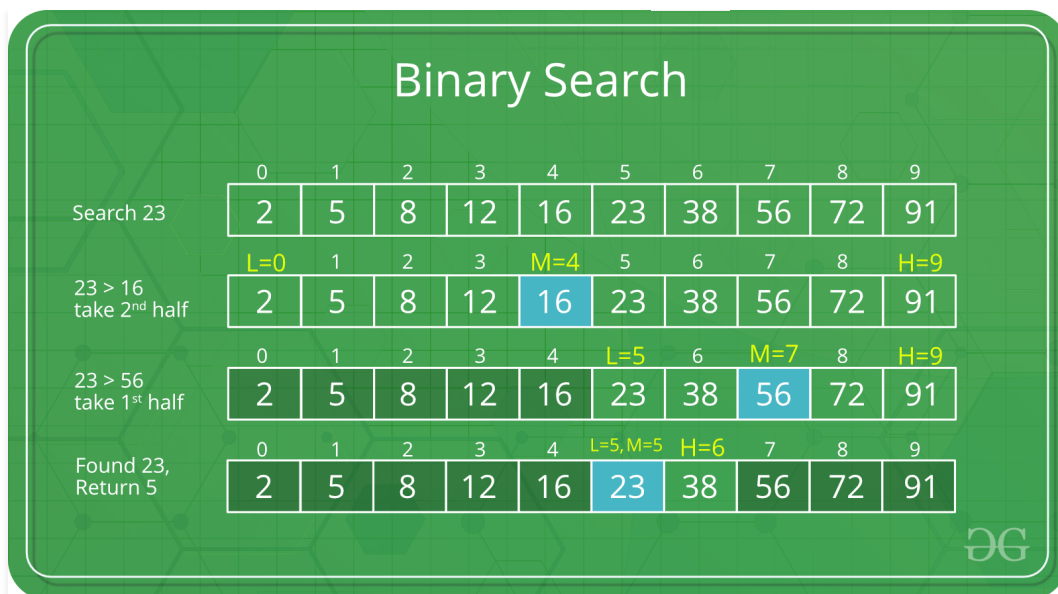 Binary Search
0 1 2 3 4 5 6 7 8 9
Search 23 2 5 8 12 16 23 38 56 72 91
L=0 1 2 3 M=4 5 6 7 8 H=9
23 > 16
take 2nd half 2 5 8 12 16 23 38 56 72 91
0 1 2 3 4 L=5 6 M=7 8 H=9
23 > 56
take 1st half 2 5 8 12 16 23 38 56 72 91
0 1 2 3 4 L=5, M=5 H=6 7 8 9
Found 23,
Return 5 2 5 8 12 16 23 38 56 72 91
GG